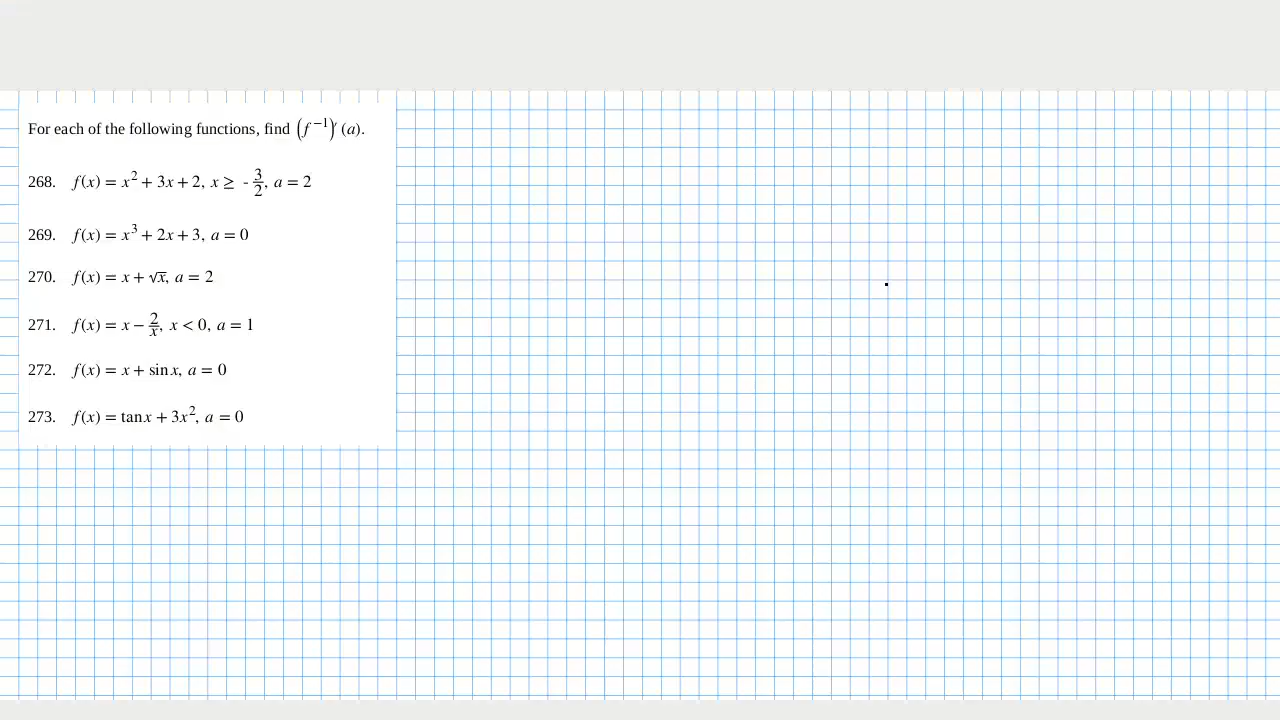 For each of the following functions, find (f⁻¹)′(a).
268. f(x) = x² + 3x + 2, x ≥ -3/2, a = 2
269. f(x) = x³ + 2x + 3, a = 0
270. f(x) = x + √x, a = 2
271. f(x) = x − 2/x, x < 0, a = 1
272. f(x) = x + sin x, a = 0
273. f(x) = tan x + 3x², a = 0